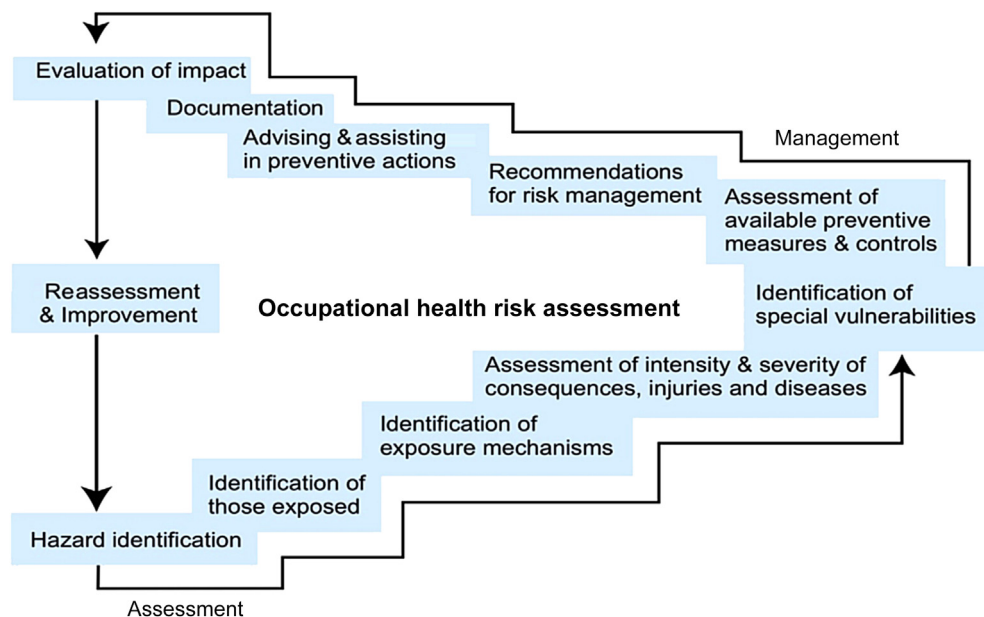 Evaluation of impact
Documentation
Advising & assisting
in preventive actions
Management
Recommendations
for risk management
Assessment of
available preventive
measures & controls
Reassessment
& Improvement
Occupational health risk assessment
Identification of
special vulnerabilities
Assessment of intensity & severity of
consequences, injuries and diseases
Identification of
exposure mechanisms
Identification of
those exposed
Hazard identification
Assessment